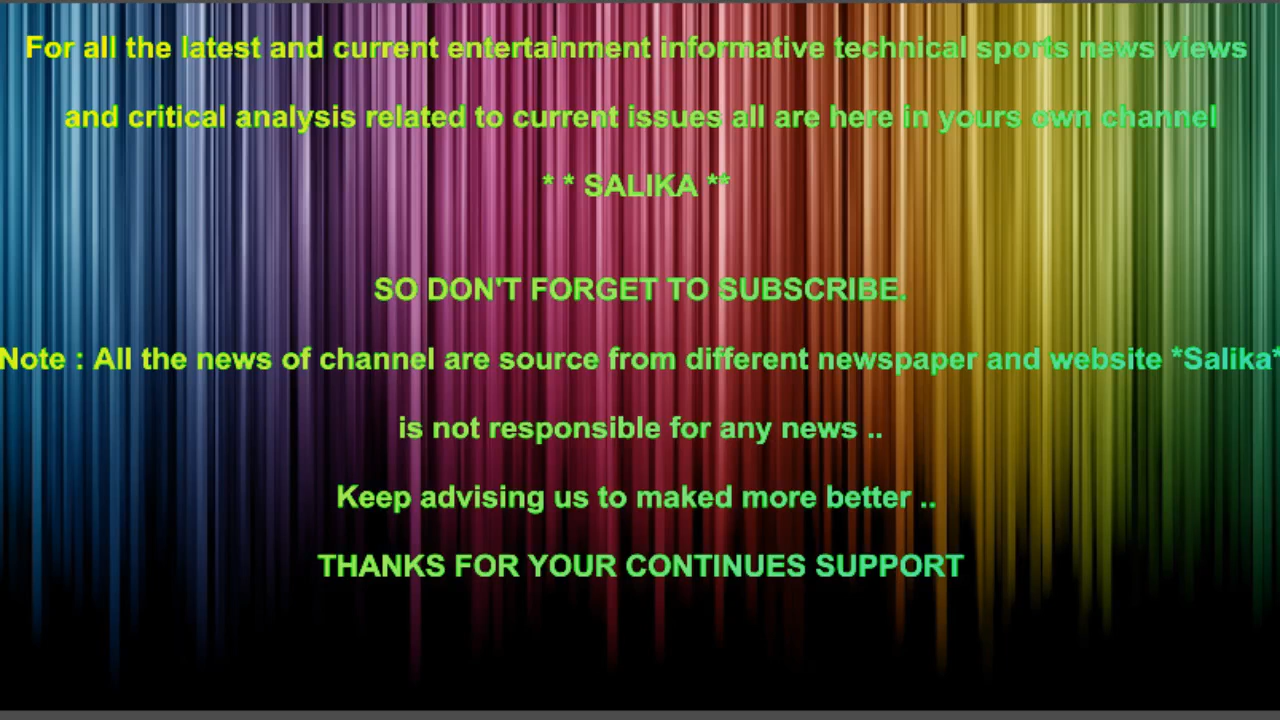 For all the latest and current entertainment informative technical sports news views
and critical analysis related to current issues all are here in yours own channel
* * SALIKA **
SO DON'T FORGET TO SUBSCRIBE.
Note : All the news of channel are source from different newspaper and website *Salika*
is not responsible for any news ..
Keep advising us to maked more better ..
THANKS FOR YOUR CONTINUES SUPPORT